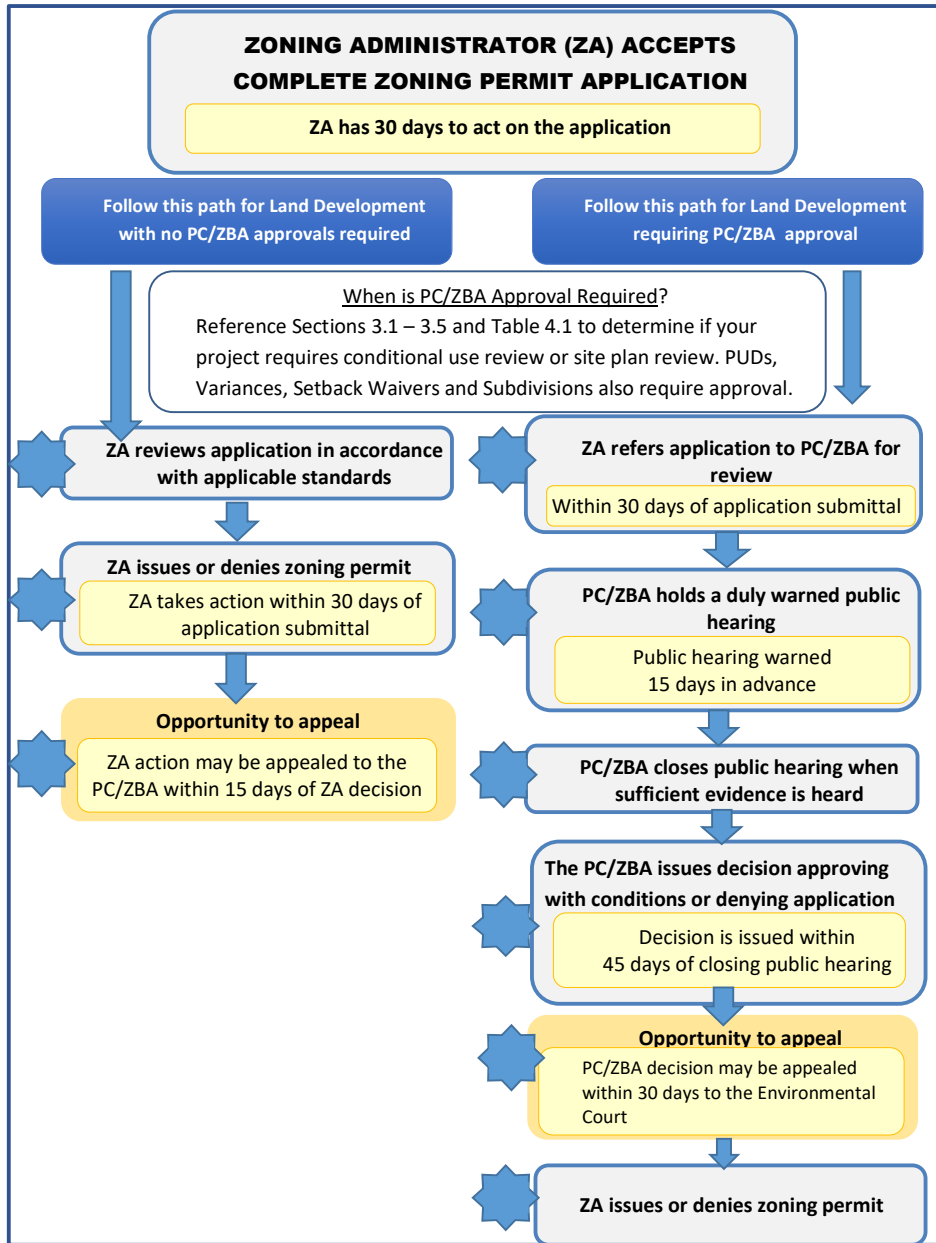 ZONING ADMINISTRATOR (ZA) ACCEPTS
COMPLETE ZONING PERMIT APPLICATION
ZA has 30 days to act on the application
Follow this path for Land Development
with no PC/ZBA approvals required
Follow this path for Land Development
requiring PC/ZBA approval
When is PC/ZBA Approval Required?
Reference Sections 3.1 – 3.5 and Table 4.1 to determine if your
project requires conditional use review or site plan review. PUDs,
Variances, Setback Waivers and Subdivisions also require approval.
ZA reviews application in accordance
with applicable standards
ZA issues or denies zoning permit
ZA takes action within 30 days of
application submittal
Opportunity to appeal
ZA action may be appealed to the
PC/ZBA within 15 days of ZA decision
ZA refers application to PC/ZBA for
review
Within 30 days of application submittal
PC/ZBA holds a duly warned public
hearing
Public hearing warned
15 days in advance
PC/ZBA closes public hearing when
sufficient evidence is heard
The PC/ZBA issues decision approving
with conditions or denying application
Decision is issued within
45 days of closing public hearing
Opportunity to appeal
PC/ZBA decision may be appealed
within 30 days to the Environmental
Court
ZA issues or denies zoning permit